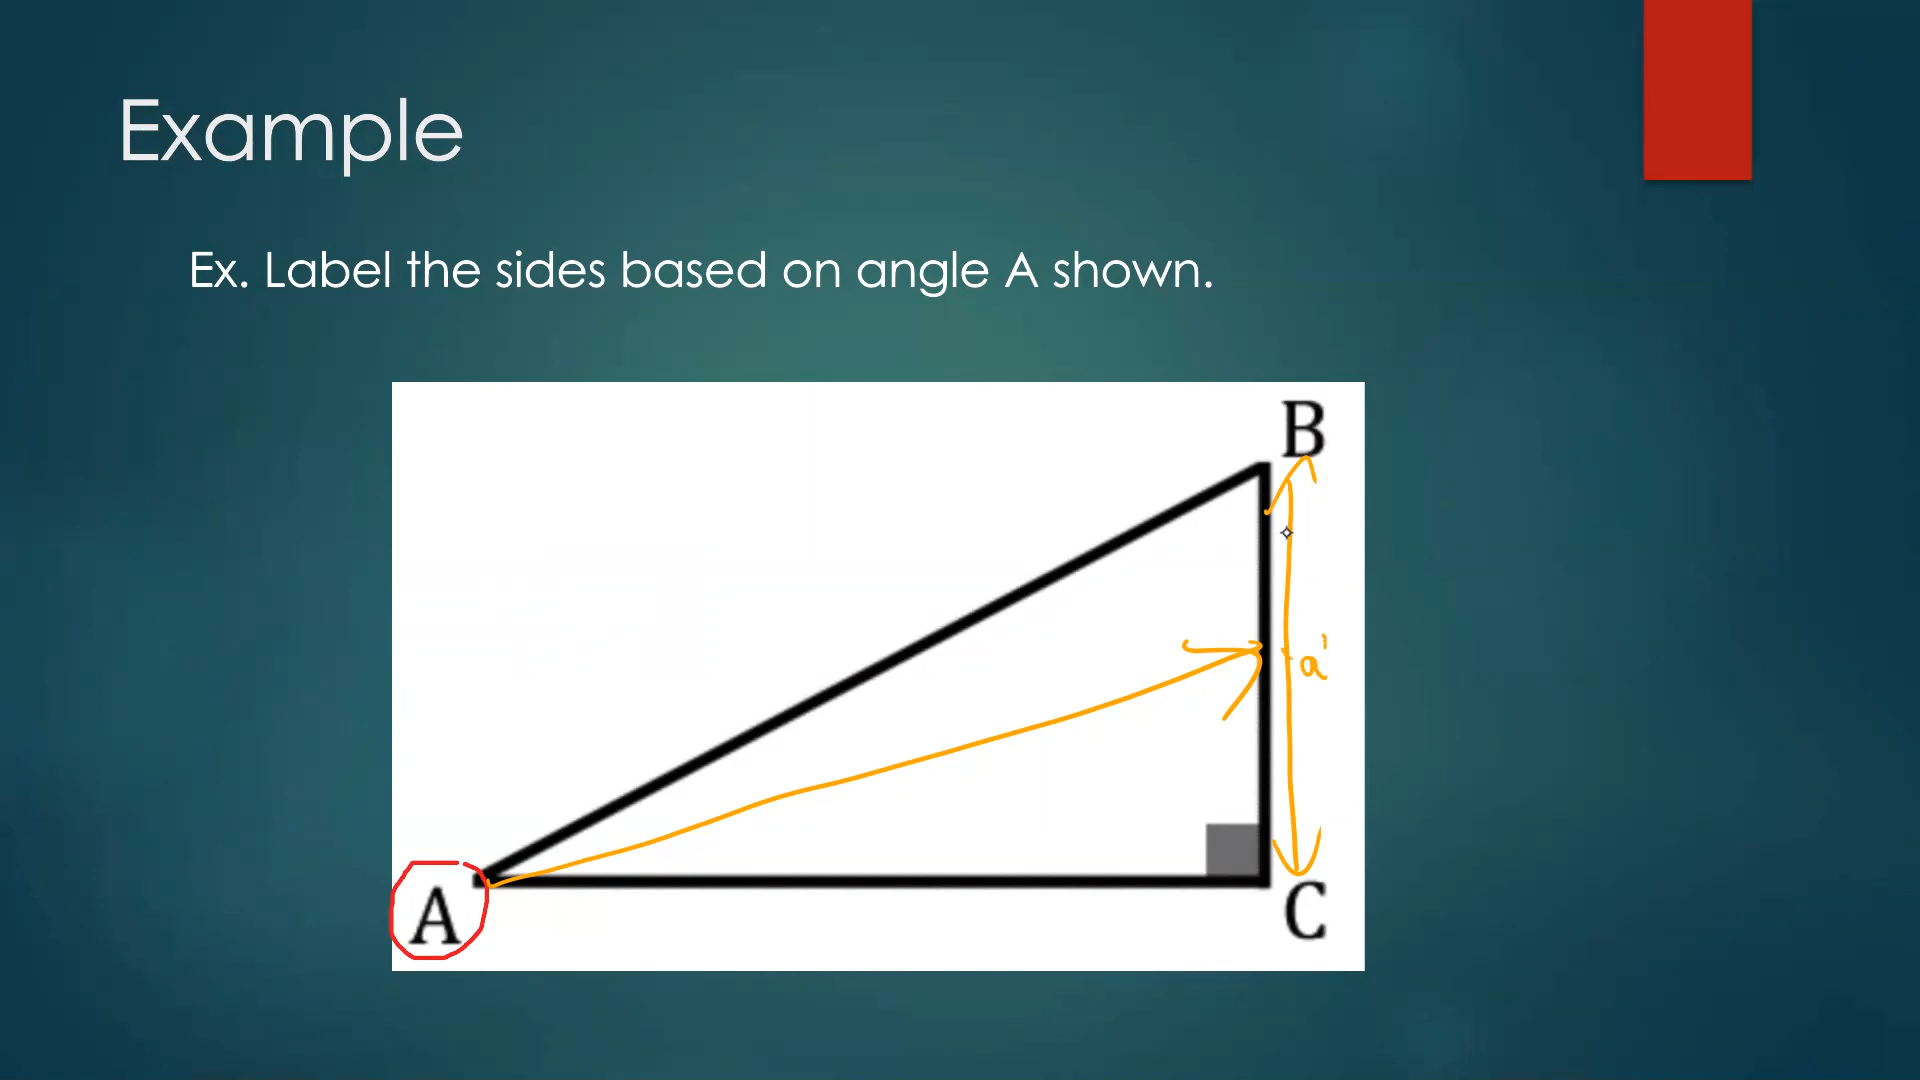 Example
Ex. Label the sides based on angle A shown.
B
'a'
A
C